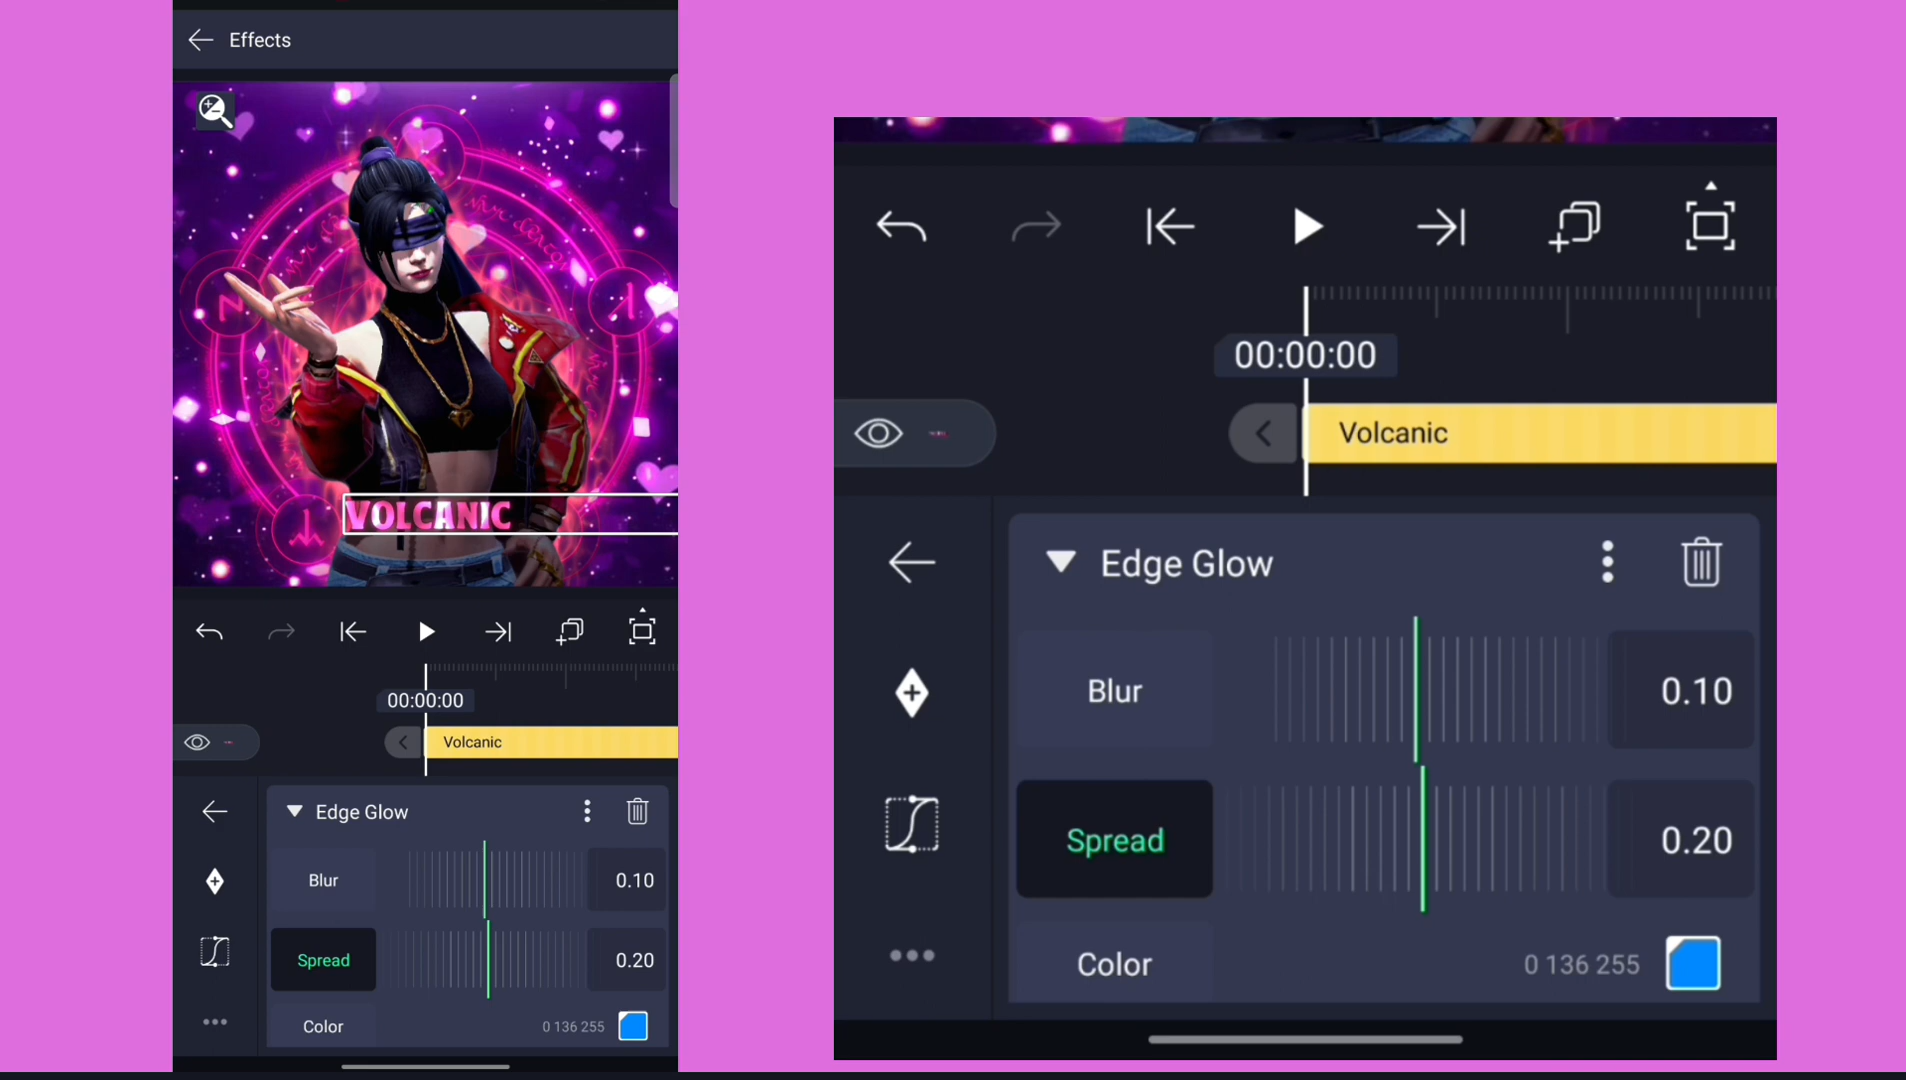 Effects
VOLCANIC
00:00:00
Volcanic
Edge Glow
Blur 0.10
Spread 0.20
Color 0 136 255
00:00:00
Volcanic
Edge Glow
Blur 0.10
Spread 0.20
Color 0 136 255